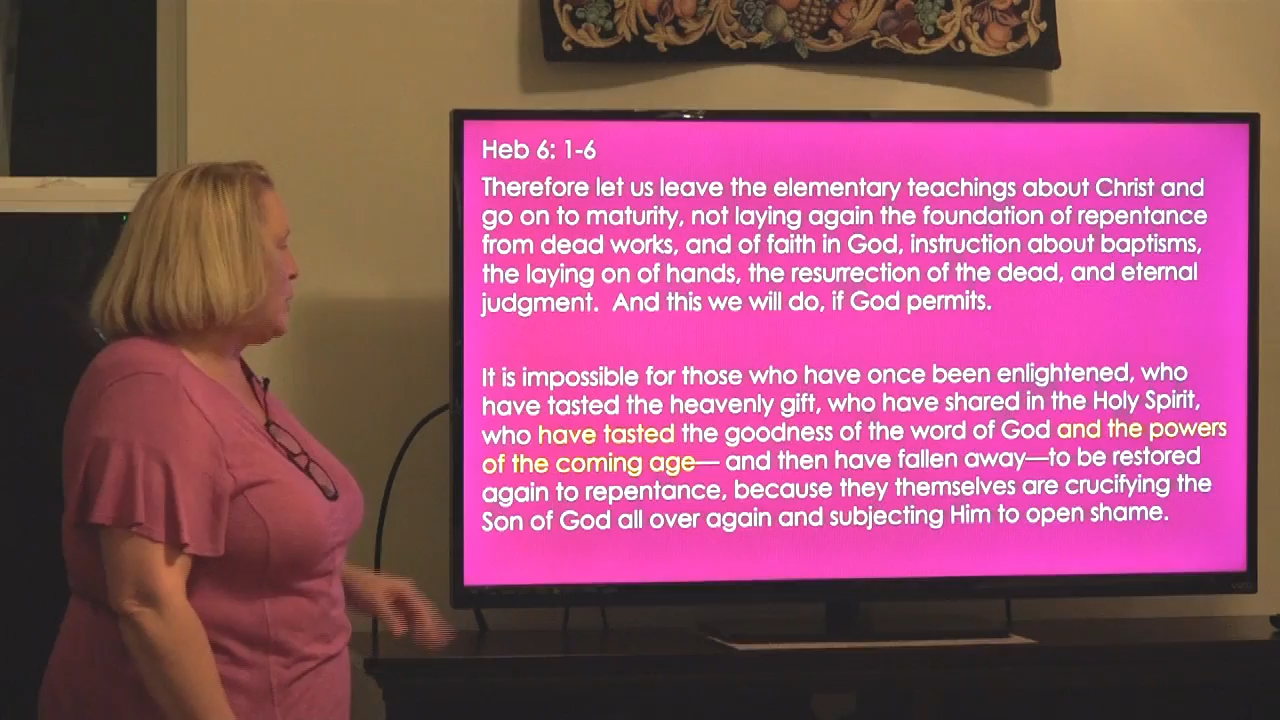 Heb 6: 1-6
Therefore let us leave the elementary teachings about Christ and
go on to maturity, not laying again the foundation of repentance
from dead works, and of faith in God, instruction about baptisms,
the laying on of hands, the resurrection of the dead, and eternal
judgment.  And this we will do, if God permits.
It is impossible for those who have once been enlightened, who
have tasted the heavenly gift, who have shared in the Holy Spirit,
who have tasted the goodness of the word of God and the powers
of the coming age— and then have fallen away—to be restored
again to repentance, because they themselves are crucifying the
Son of God all over again and subjecting Him to open shame.
VIZIO